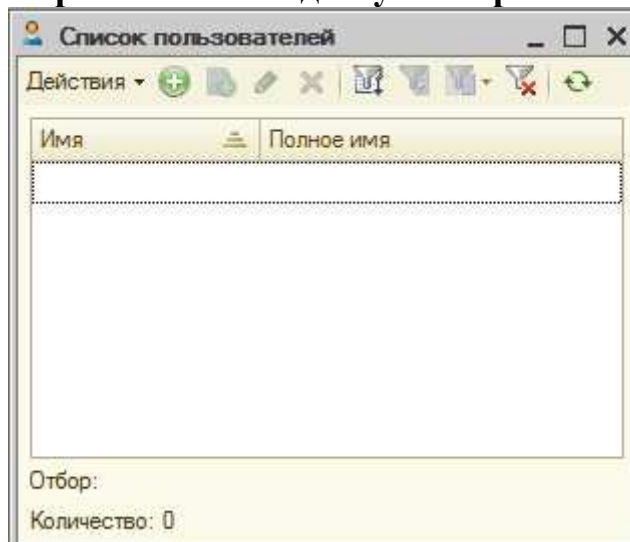 Список пользователей
Действия
Имя Полное имя
Отбор:
Количество: 0